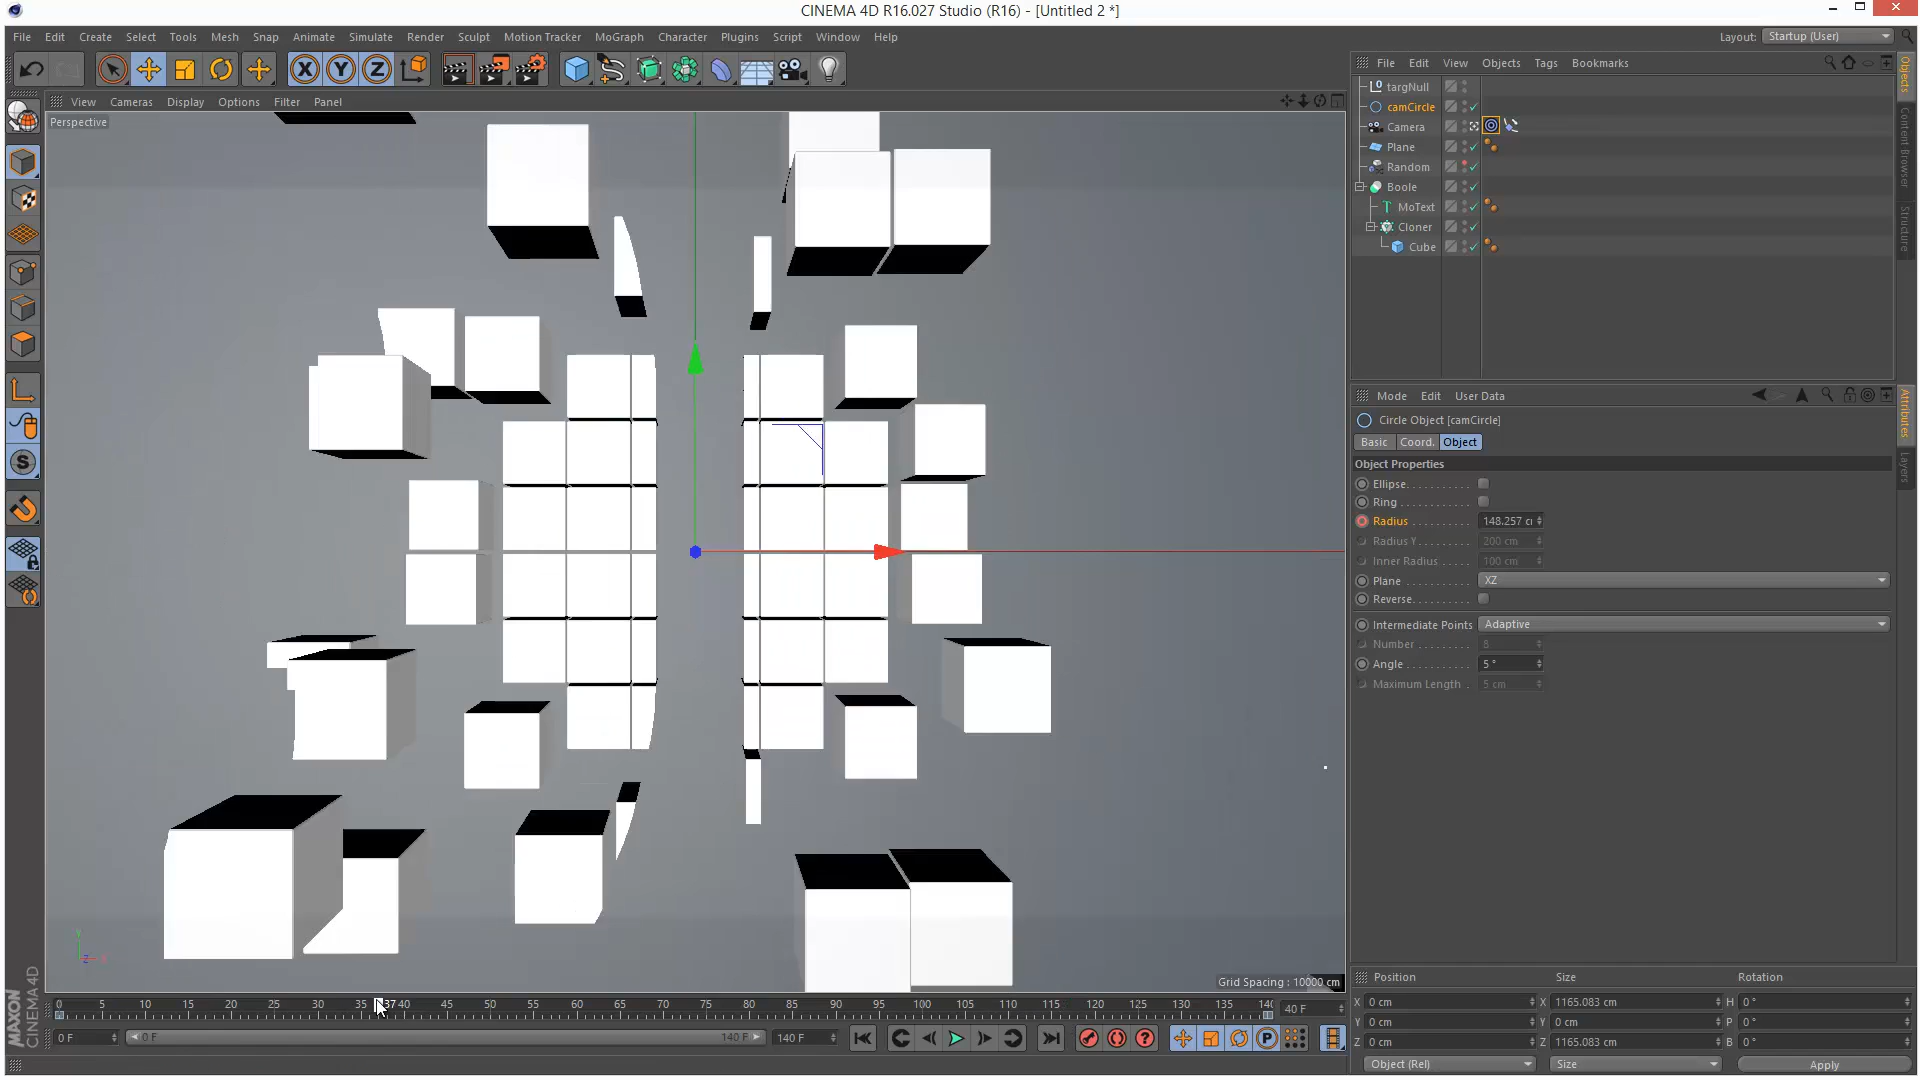 CINEMA 4D R16.027 Studio (R16) - [Untitled 2 *]
File Edit Create Select Tools Mesh Snap Animate Simulate Render Sculpt Motion Tracker MoGraph Character Plugins Script Window Help
Layout: Startup (User)
X Y Z
View Cameras Display Options Filter Panel
Perspective
File Edit View Objects Tags Bookmarks
targNull
camCircle
Camera
Plane
Random
Boole
MoText
Cloner
Cube
Objects
Content Browser
Structure
Mode Edit User Data
Circle Object [camCircle]
Basic Coord. Object
Object Properties
Ellipse
Ring
Radius 148.257 c
Radius Y 200 cm
Inner Radius 100 cm
Plane XZ
Reverse
Intermediate Points Adaptive
Number 8
Angle 5 °
Maximum Length 5 cm
Attributes
Layers
Grid Spacing : 10000 cm
0 5 10 15 20 25 30 35 37 40 45 50 55 60 65 70 75 80 85 90 95 100 105 110 115 120 125 130 135 140
40 F
0 F 0 F 140 F 140 F
Position Size Rotation
X 0 cm X 1165.083 cm H 0 °
Y 0 cm Y 0 cm P 0 °
Z 0 cm Z 1165.083 cm B 0 °
Object (Rel) Size Apply
MAXON
CINEMA 4D